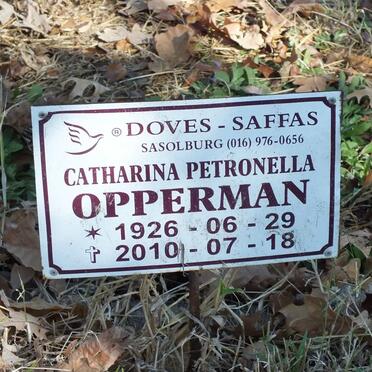 ® DOVES - SAFFAS
SASOLBURG (016) 976-0656
CATHARINA PETRONELLA
OPPERMAN
✶ 1926 - 06 - 29
✝ 2010 - 07 - 18